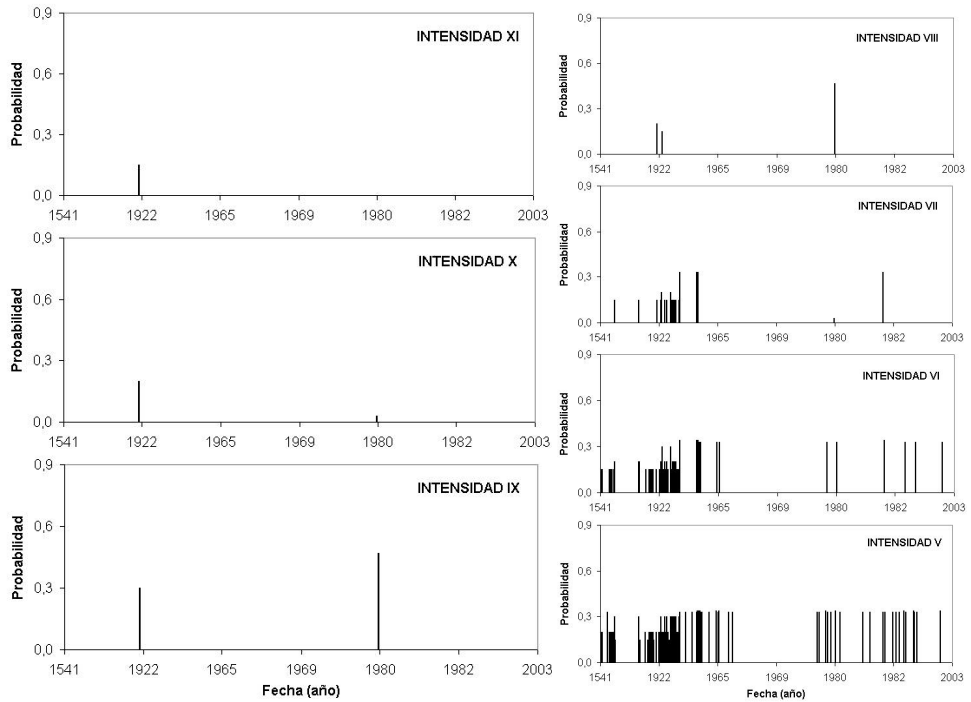 INTENSIDAD XI
Probabilidad
0,9
0,6
0,3
0,0
1541 1922 1965 1969 1980 1982 2003
INTENSIDAD X
Probabilidad
0,9
0,6
0,3
0,0
1541 1922 1965 1969 1980 1982 2003
INTENSIDAD IX
Probabilidad
0,9
0,6
0,3
0,0
1541 1922 1965 1969 1980 1982 2003
Fecha (año)
INTENSIDAD VIII
Probabilidad
0,9
0,6
0,3
0,0
1541 1922 1965 1969 1980 1982 2003
INTENSIDAD VII
Probabilidad
0,9
0,6
0,3
0,0
1541 1922 1965 1969 1980 1982 2003
INTENSIDAD VI
Probabilidad
0,9
0,6
0,3
0,0
1541 1922 1965 1969 1980 1982 2003
INTENSIDAD V
Probabilidad
0,9
0,6
0,3
0,0
1541 1922 1965 1969 1980 1982 2003
Fecha (año)